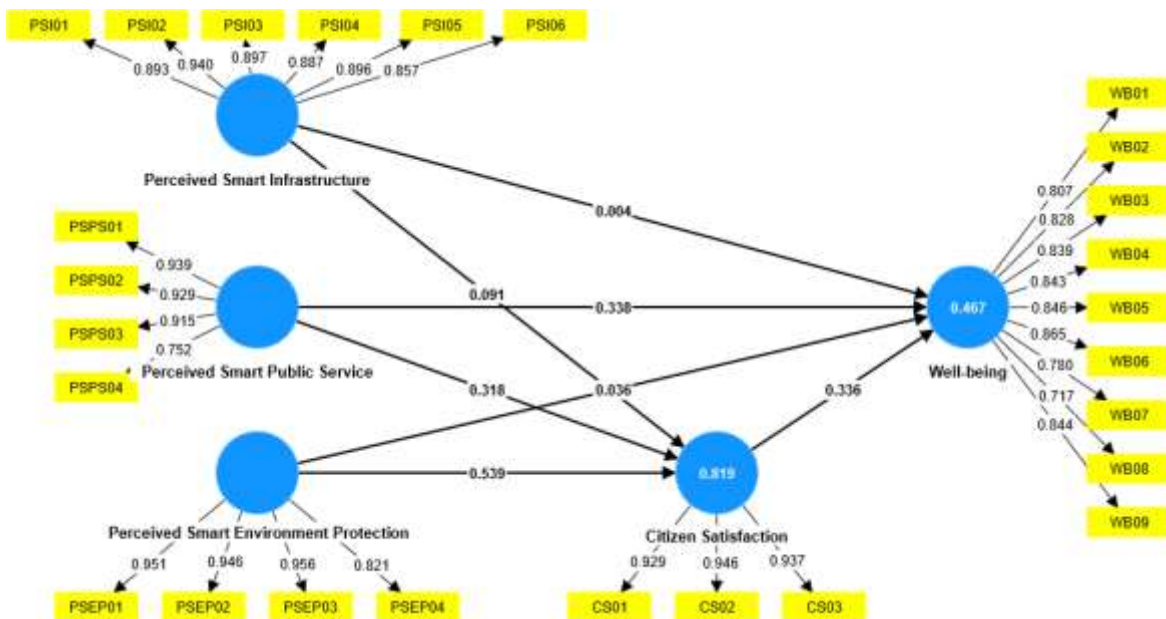 PSI01 PSI02 PSI03 PSI04 PSI05 PSI06
0.893 0.940 0.897 0.887 0.896 0.857
Perceived Smart Infrastructure
PSPS01
PSPS02
PSPS03
PSPS04
0.939
0.929
0.915
0.752
Perceived Smart Public Service
0.004
0.091
0.338
0.318
0.036
0.539
0.336
Perceived Smart Environment Protection
0.951 0.946 0.956 0.821
PSEP01 PSEP02 PSEP03 PSEP04
0.819
Citizen Satisfaction
0.929 0.946 0.937
CS01 CS02 CS03
0.467
Well-being
0.807
0.828
0.839
0.843
0.846
0.865
0.780
0.717
0.844
WB01
WB02
WB03
WB04
WB05
WB06
WB07
WB08
WB09